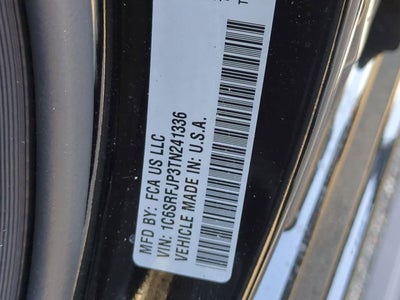 MFD BY: FCA US LLC
VIN: 1C6SRFJP3TN241336
VEHICLE MADE IN: U.S.A.